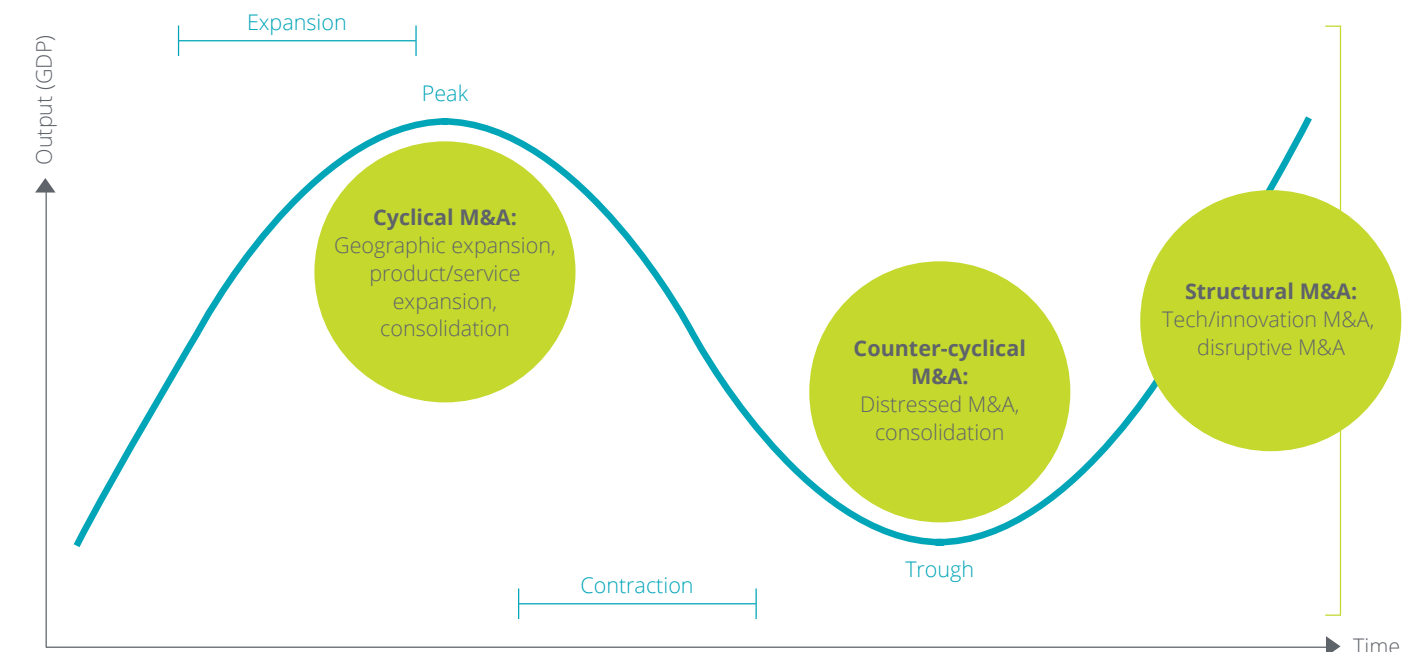 Expansion
Output (GDP)
Peak
Cyclical M&A:
Geographic expansion,
product/service
expansion,
consolidation
Counter-cyclical
M&A:
Distressed M&A,
consolidation
Structural M&A:
Tech/innovation M&A,
disruptive M&A
Trough
Contraction
Time